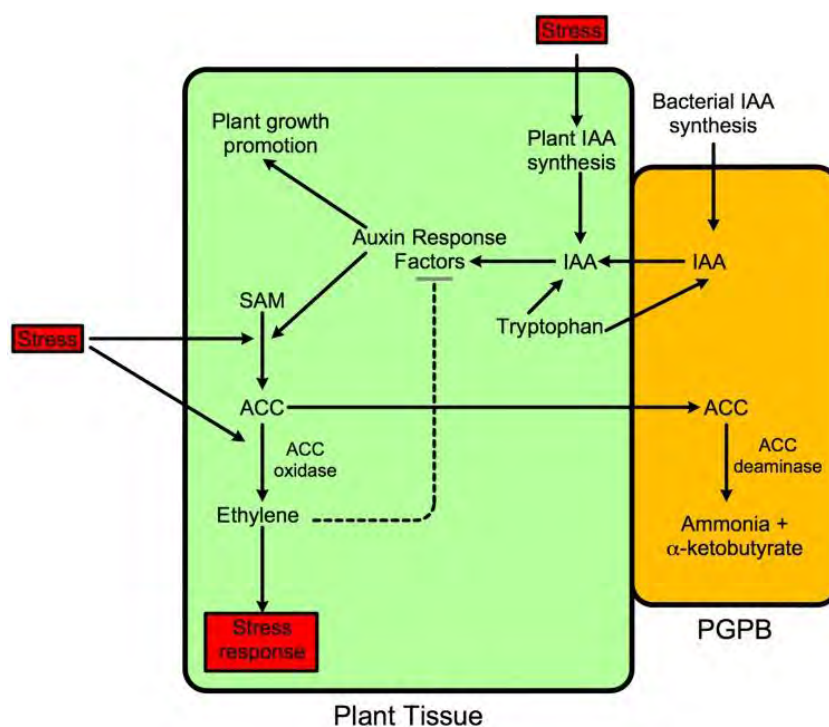 Stress
Bacterial IAA
synthesis
Plant growth
promotion
Plant IAA
synthesis
Auxin Response
Factors
IAA
IAA
SAM
Tryptophan
Stress
ACC
ACC
ACC
oxidase
ACC
deaminase
Ethylene
Ammonia +
α-ketobutyrate
Stress
response
PGPB
Plant Tissue